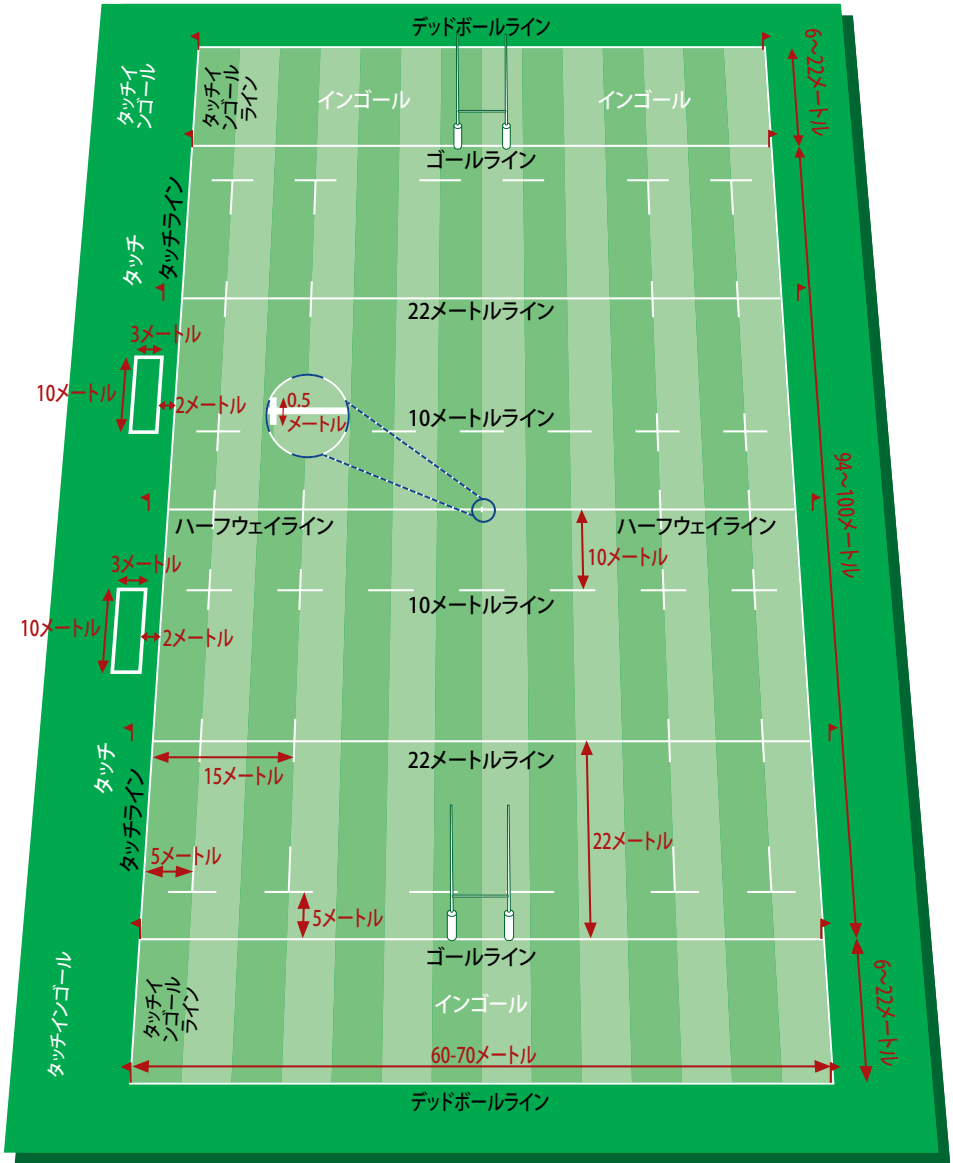 デッドボールライン
6～22メートル
タッチイ
ンゴール
タッチイ
ンゴール
ライン
インゴール
インゴール
ゴールライン
タッチライン
タッチ
22メートルライン
3メートル
10メートル
2メートル
0.5
メートル
10メートルライン
94～100メートル
ハーフウェイライン
ハーフウェイライン
10メートル
3メートル
10メートル
2メートル
10メートルライン
タッチ
タッチライン
22メートルライン
15メートル
22メートル
5メートル
5メートル
ゴールライン
タッチインゴール
タッチイ
ンゴール
ライン
インゴール
6～22メートル
60-70メートル
デッドボールライン